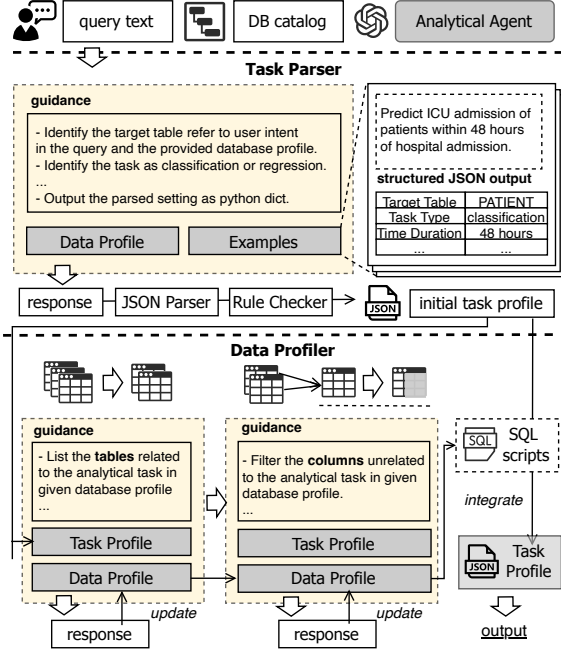 query text
DB catalog
Analytical Agent
Task Parser
guidance
- Identify the target table refer to user intent
in the query and the provided database profile.
- Identify the task as classification or regression.
...
- Output the parsed setting as python dict.
Data Profile
Examples
Predict ICU admission of
patients within 48 hours
of hospital admission.
structured JSON output
Target Table PATIENT
Task Type classification
Time Duration 48 hours
... ...
response
JSON Parser
Rule Checker
JSON
initial task profile
Data Profiler
guidance
- List the tables related
to the analytical task in
given database profile
...
Task Profile
Data Profile
response
update
guidance
- Filter the columns unrelated
to the analytical task in given
database profile.
...
Task Profile
Data Profile
response
update
SQL
SQL
scripts
integrate
JSON
Task
Profile
output